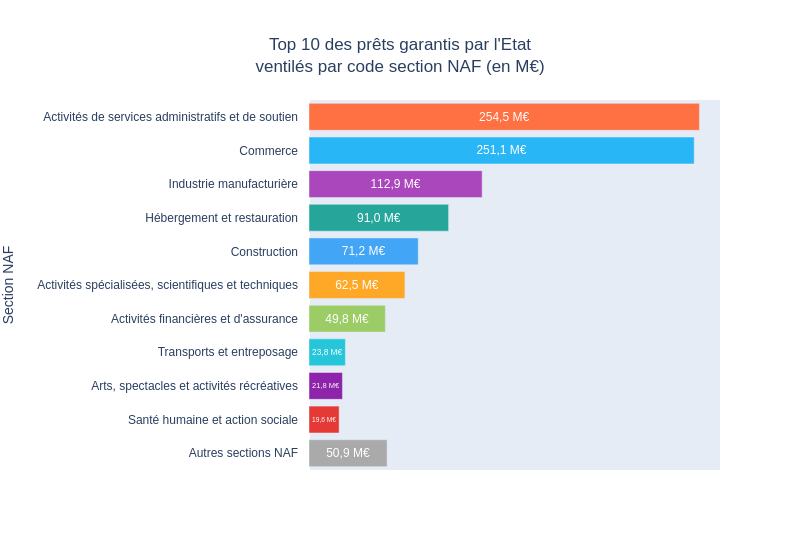 Top 10 des prêts garantis par l'Etat
ventilés par code section NAF (en M€)
Section NAF
Activités de services administratifs et de soutien 254,5 M€
Commerce 251,1 M€
Industrie manufacturière 112,9 M€
Hébergement et restauration 91,0 M€
Construction 71,2 M€
Activités spécialisées, scientifiques et techniques 62,5 M€
Activités financières et d'assurance 49,8 M€
Transports et entreposage 23,8 M€
Arts, spectacles et activités récréatives 21,8 M€
Santé humaine et action sociale 19,6 M€
Autres sections NAF 50,9 M€